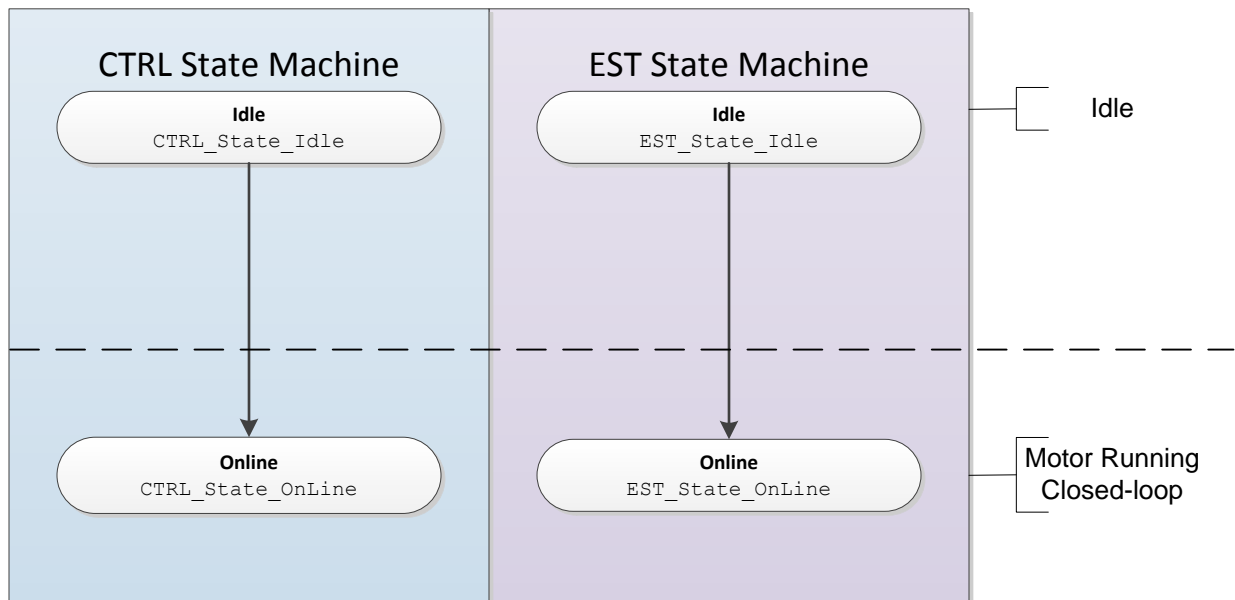 CTRL State Machine
EST State Machine
Idle
CTRL_State_Idle
Idle
EST_State_Idle
Idle
Online
CTRL_State_OnLine
Online
EST_State_OnLine
Motor Running
Closed-loop